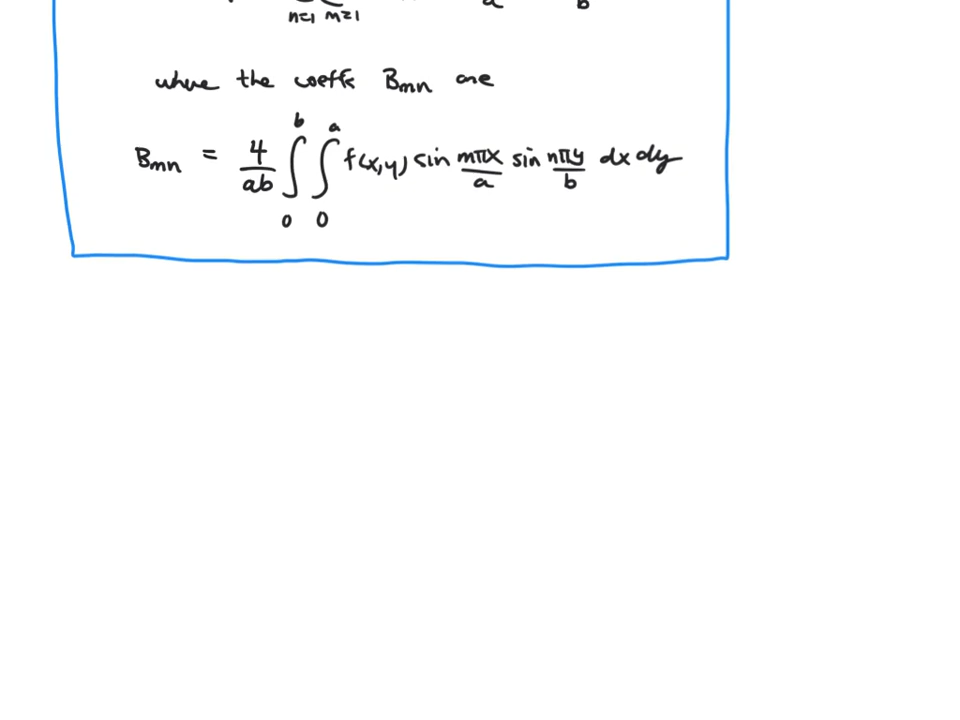 n=1 m=1 a b
where the coeffs Bmn are
Bmn = 4/ab ∫₀ᵇ ∫₀ᵃ f(x,y) sin mπx/a sin nπy/b dx dy